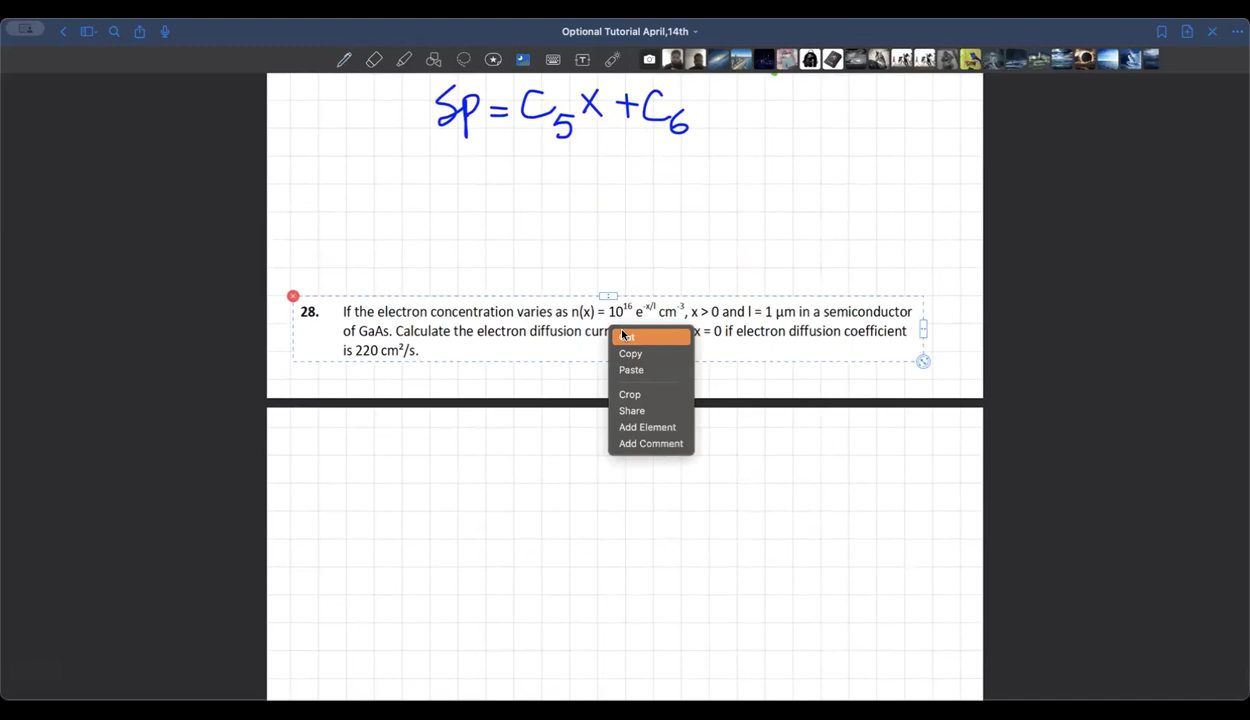 Optional Tutorial April,14th
Sp = C5x + C6
28. If the electron concentration varies as n(x) = 10^16 e^-x/l cm^-3, x > 0 and l = 1 µm in a semiconductor
of GaAs. Calculate the electron diffusion curr x = 0 if electron diffusion coefficient
is 220 cm²/s.
Cut
Copy
Paste
Crop
Share
Add Element
Add Comment